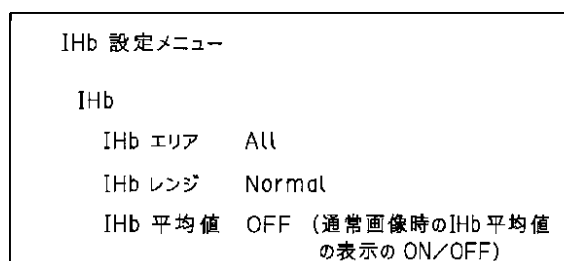 IHb 設定メニュー
IHb
IHb エリア All
IHb レンジ Normal
IHb 平均値 OFF (通常画像時のIHb平均値
の表示の ON/OFF)